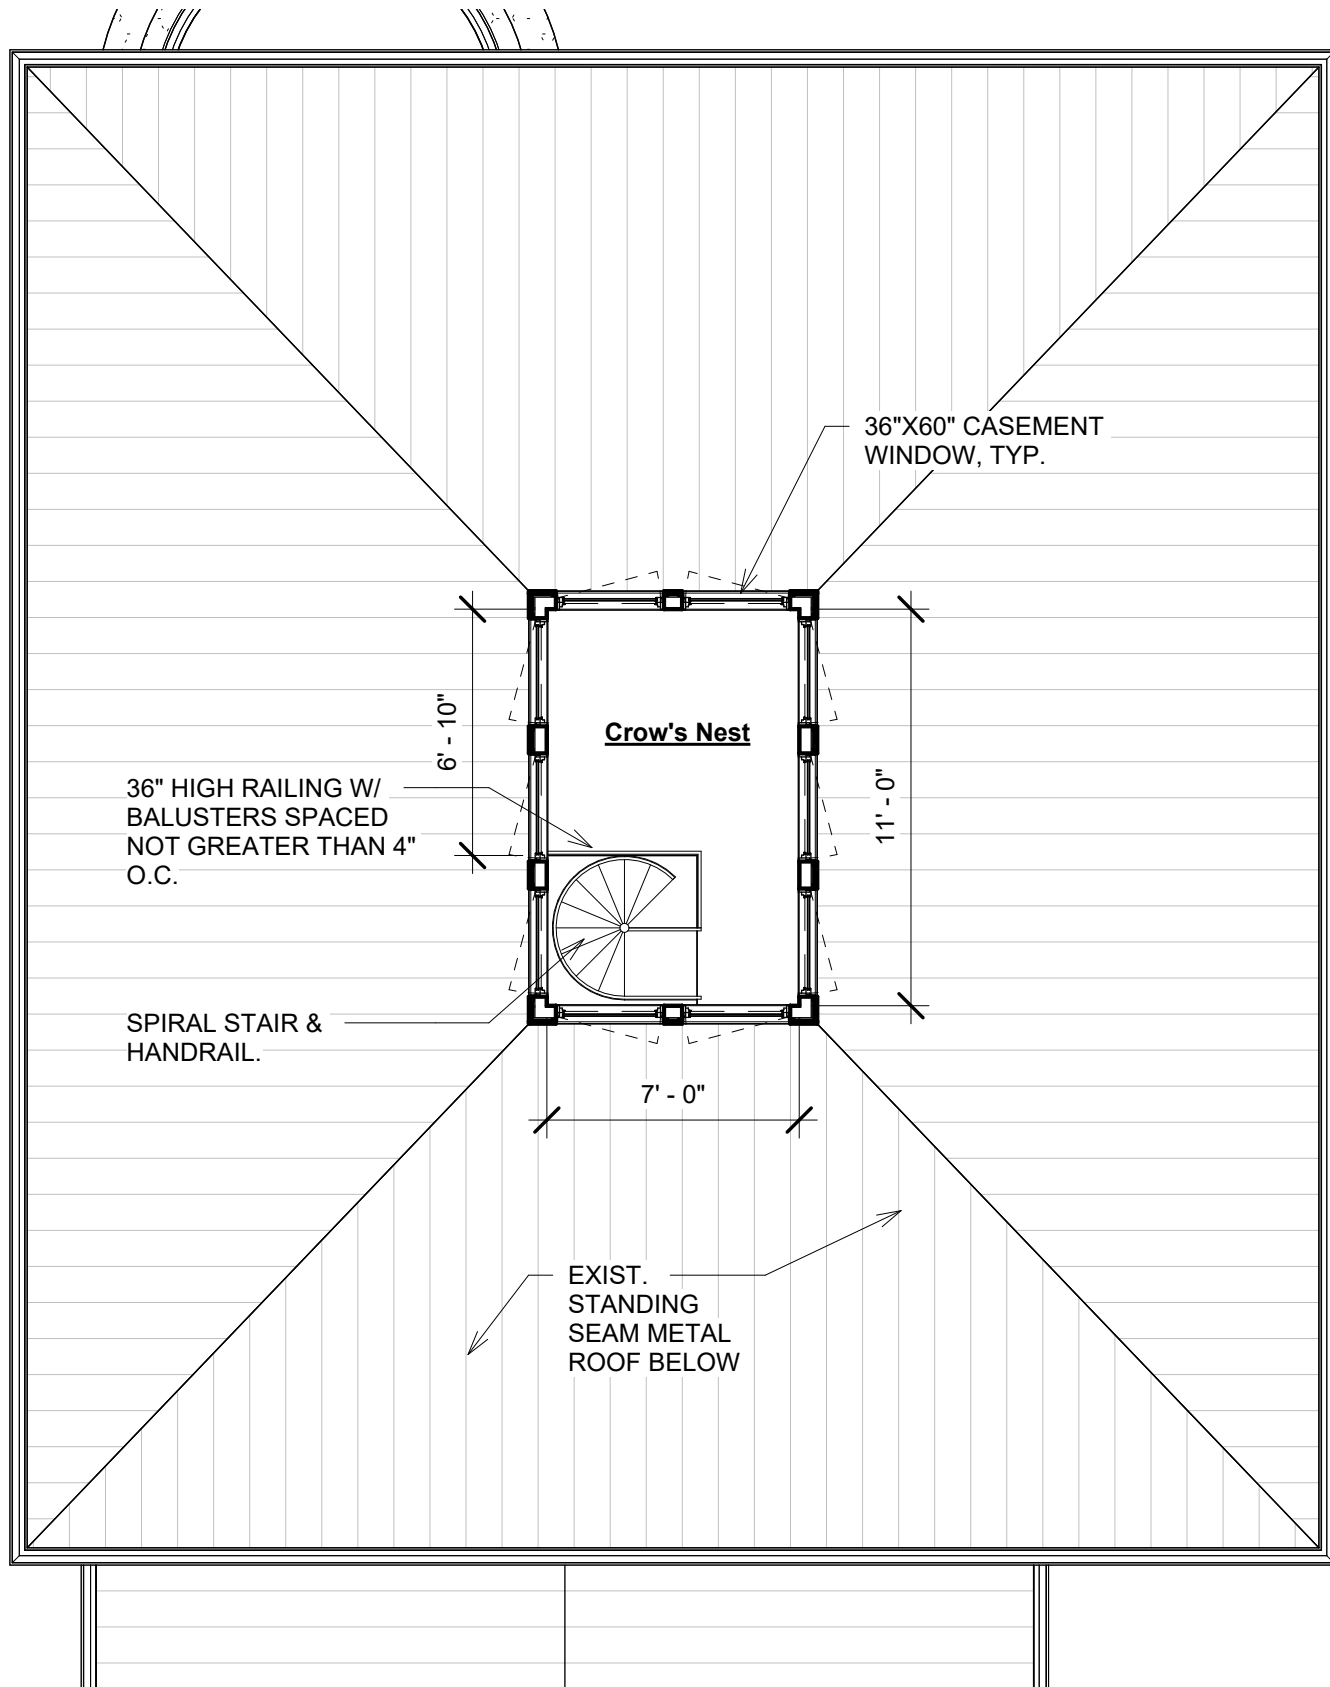 36"X60" CASEMENT
WINDOW, TYP.
6' - 10"
Crow's Nest
36" HIGH RAILING W/
BALUSTERS SPACED
NOT GREATER THAN 4"
O.C.
11' - 0"
SPIRAL STAIR &
HANDRAIL.
7' - 0"
EXIST.
STANDING
SEAM METAL
ROOF BELOW